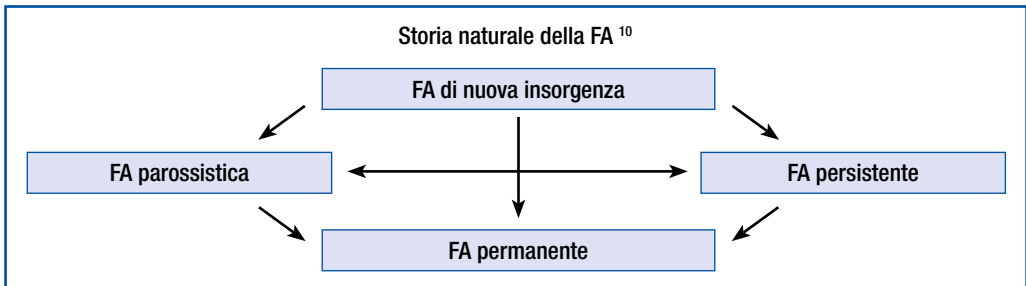 Storia naturale della FA 10
FA di nuova insorgenza
FA parossistica
FA persistente
FA permanente